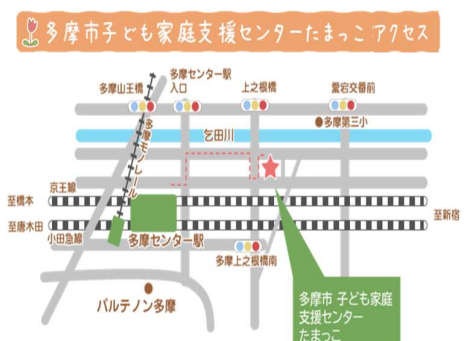 多摩市子ども家庭支援センターたまっこ アクセス
多摩センター駅
入口
多摩山王橋
上之根橋
愛宕交番前
多摩第三小
乞田川
多摩モノレール
京王線
至橋本
至新宿
至唐木田
小田急線
多摩センター駅
多摩上之根橋南
パルテノン多摩
多摩市 子ども家庭
支援センター
たまっこ